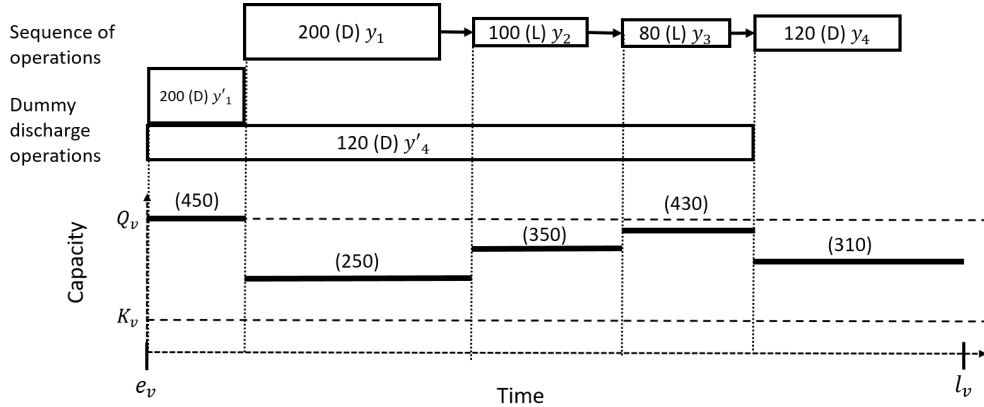 Sequence of
operations
200 (D) y₁
100 (L) y₂
80 (L) y₃
120 (D) y₄
200 (D) y'₁
Dummy
discharge
operations
120 (D) y'₄
(450)
(430)
Qᵥ
(350)
(310)
(250)
Capacity
Kᵥ
eᵥ
Time
lᵥ